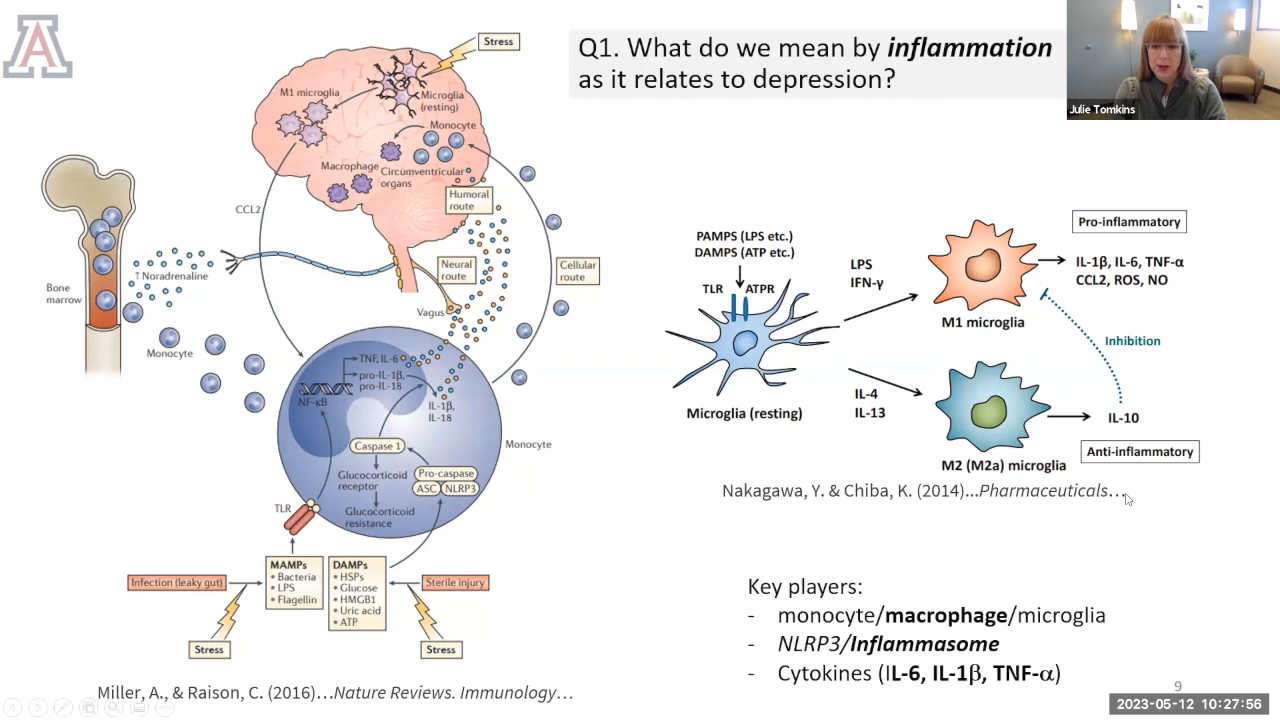 A
Q1. What do we mean by inflammation
as it relates to depression?
Julie Tomkins
Stress
M1 microglia
Microglia
(resting)
Monocyte
Macrophage
Circumventricular
organs
Humoral
route
CCL2
↑ Noradrenaline
Bone
marrow
Neural
route
Cellular
route
Vagus
Monocyte
TNF, IL-6
pro-IL-1β,
pro-IL-18
NF-κB
IL-1β,
IL-18
Caspase 1
Monocyte
Glucocorticoid
receptor
Pro-caspase
ASC
NLRP3
Glucocorticoid
resistance
TLR
Infection (leaky gut)
MAMPs
• Bacteria
• LPS
• Flagellin
DAMPs
• HSPs
• Glucose
• HMGB1
• Uric acid
• ATP
Sterile injury
Stress
Stress
Miller, A., & Raison, C. (2016)…Nature Reviews. Immunology…
PAMPS (LPS etc.)
DAMPS (ATP etc.)
TLR
ATPR
Microglia (resting)
LPS
IFN-γ
IL-4
IL-13
M1 microglia
Pro-inflammatory
IL-1β, IL-6, TNF-α
CCL2, ROS, NO
Inhibition
IL-10
Anti-inflammatory
M2 (M2a) microglia
Nakagawa, Y. & Chiba, K. (2014)...Pharmaceuticals…
Key players:
- monocyte/macrophage/microglia
- NLRP3/Inflammasome
- Cytokines (IL-6, IL-1β, TNF-α)
9
2023-05-12 10:27:56